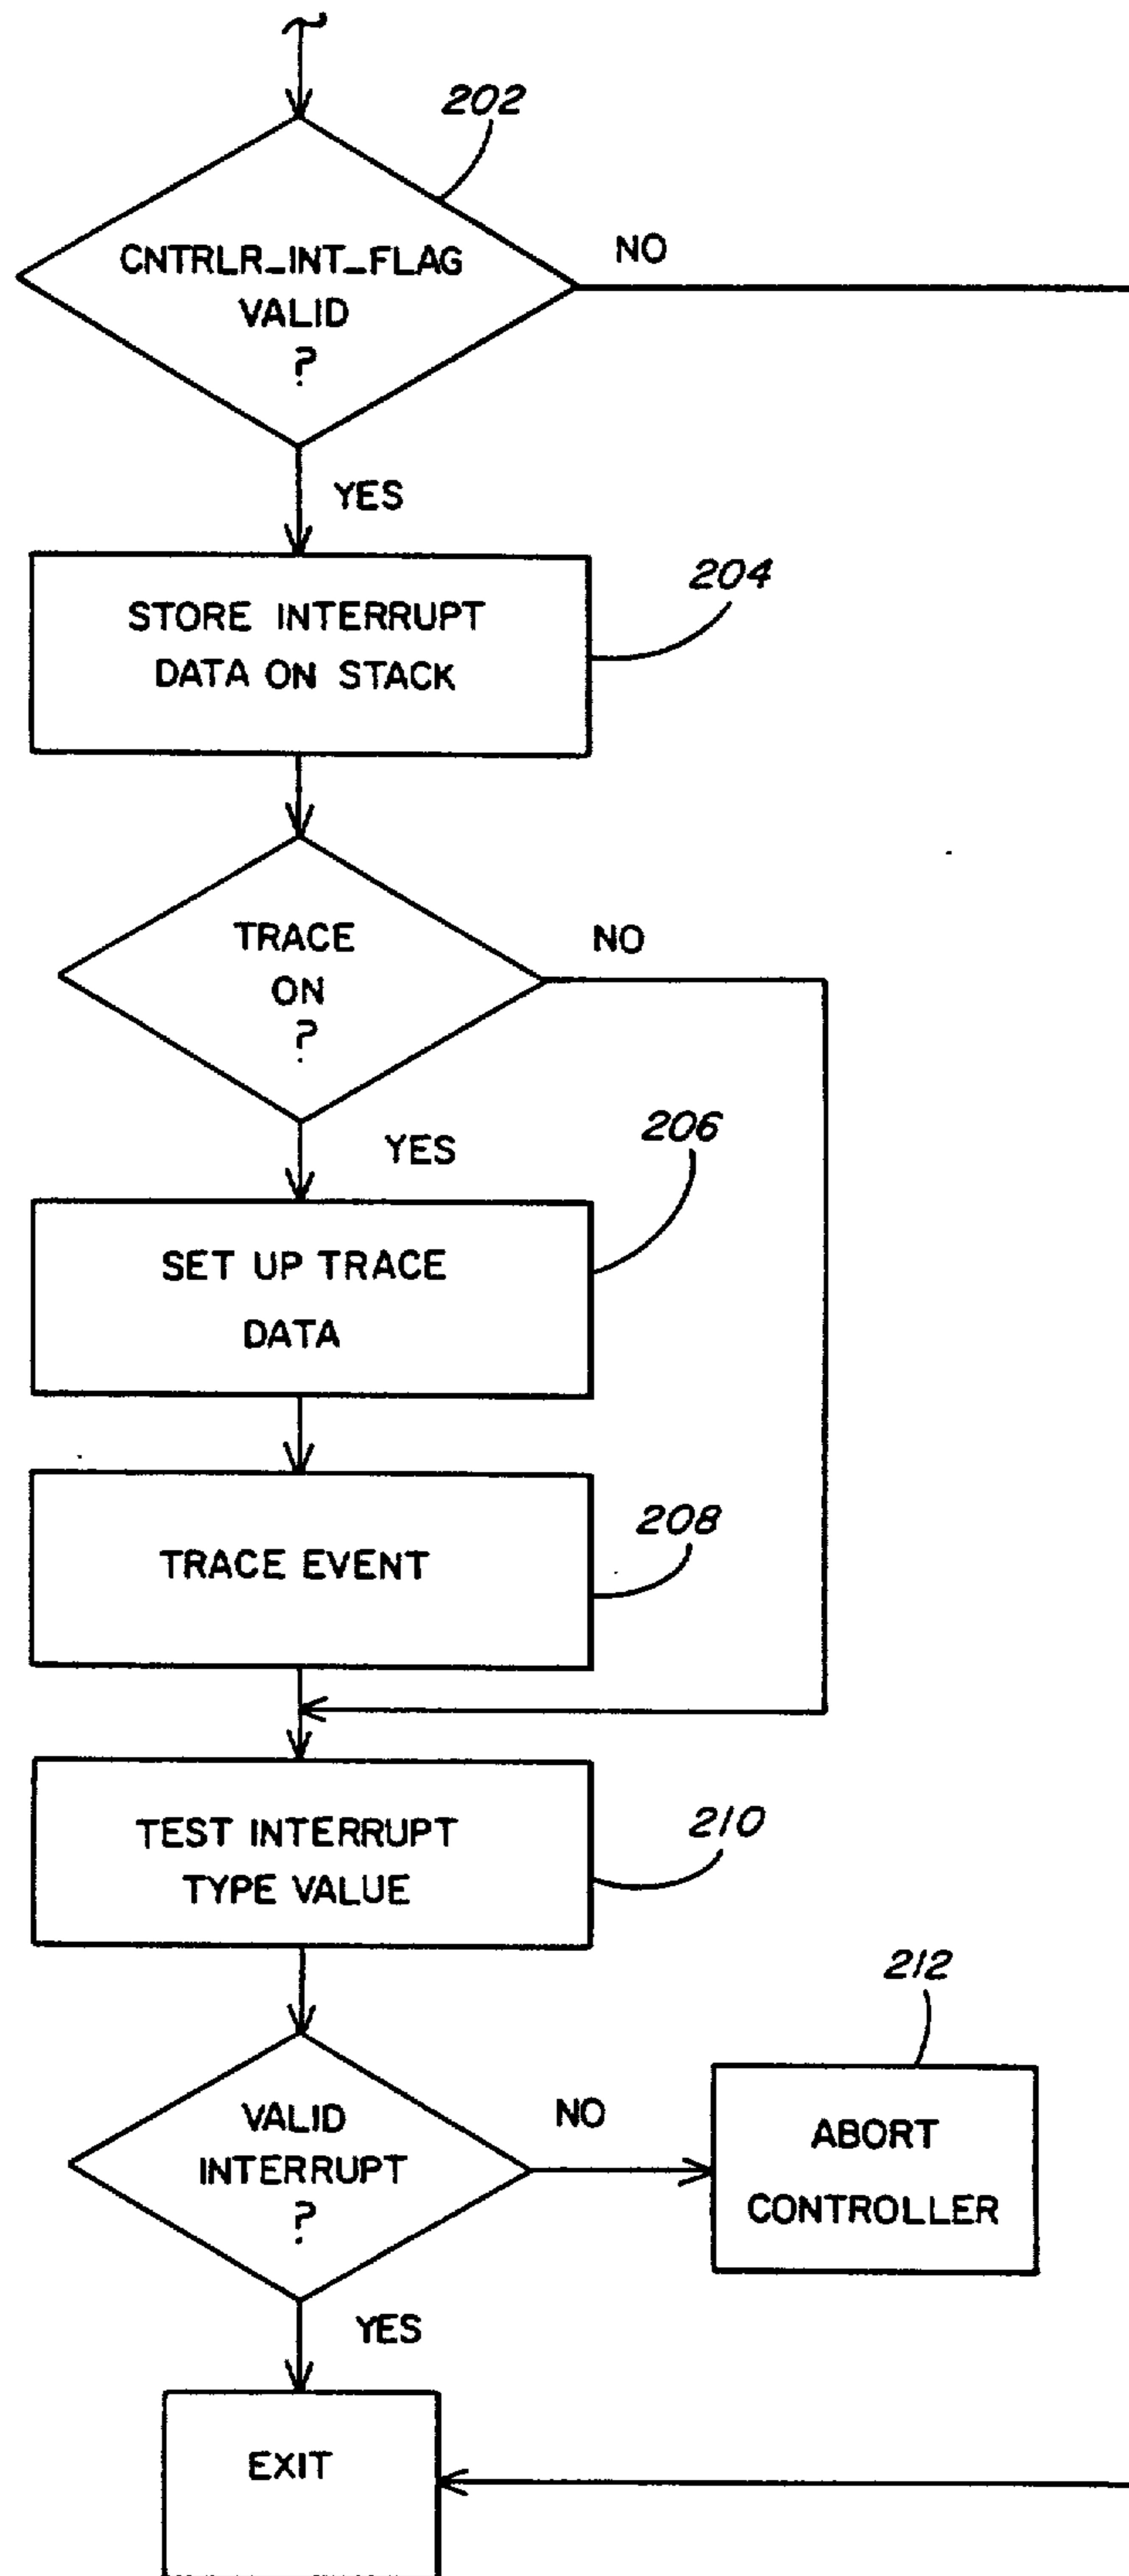 202
CNTRLR_INT_FLAG
VALID
?
NO
YES
204
STORE INTERRUPT
DATA ON STACK
TRACE
ON
?
NO
YES
206
SET UP TRACE
DATA
208
TRACE EVENT
210
TEST INTERRUPT
TYPE VALUE
212
VALID
INTERRUPT
?
NO
ABORT
CONTROLLER
YES
EXIT